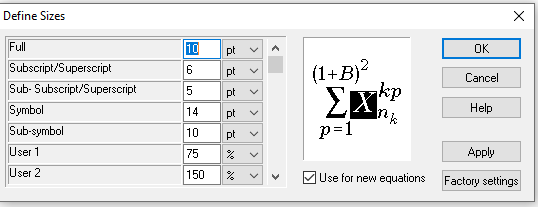 Define Sizes
Full 10 pt
Subscript/Superscript 6 pt
Sub- Subscript/Superscript 5 pt
Symbol 14 pt
Sub-symbol 10 pt
User 1 75 %
User 2 150 %
(1+B)²
∑ X kp n_k
p=1
Use for new equations
OK
Cancel
Help
Apply
Factory settings